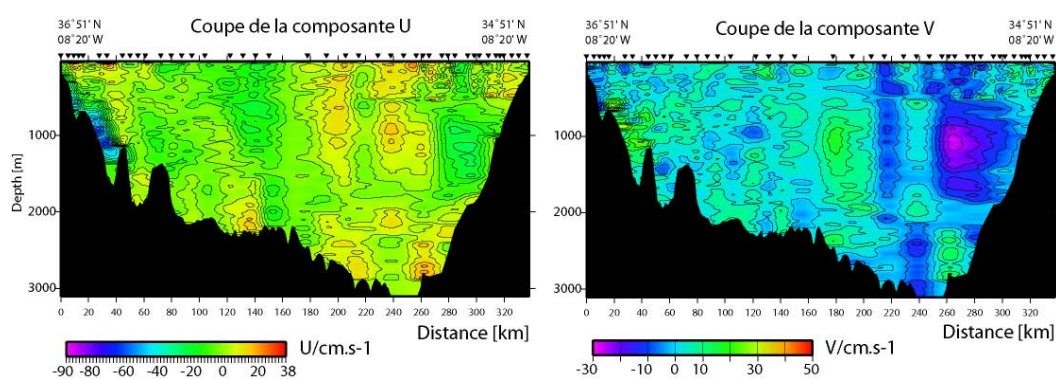 Coupe de la composante U
36˚51' N
08˚20' W
34˚51' N
08˚20' W
Depth [m]
1000
2000
3000
0 20 40 60 80 100 120 140 160 180 200 220 240 260 280 300 320
Distance [km]
U/cm.s-1
-90 -80 -60 -40 -20 0 20 38
Coupe de la composante V
36˚51' N
08˚20' W
34˚51' N
08˚20' W
1000
2000
3000
0 20 40 60 80 100 120 140 160 180 200 220 240 260 280 300 320
Distance [km]
V/cm.s-1
-30 -10 0 10 30 50